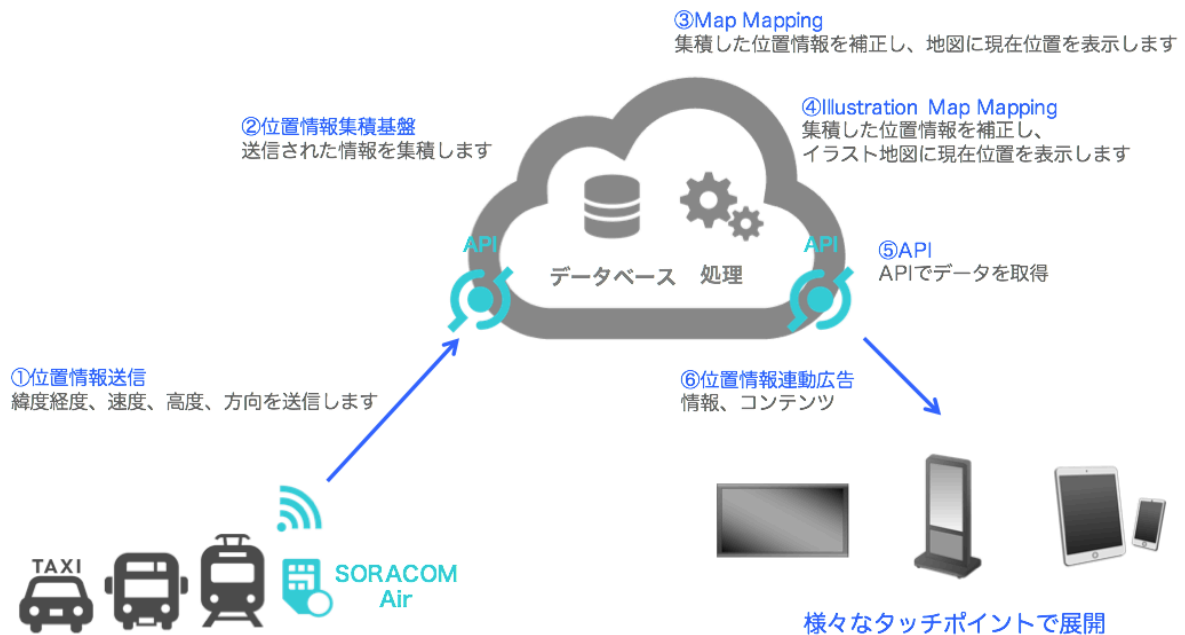 ③Map Mapping
集積した位置情報を補正し、地図に現在位置を表示します
④Illustration Map Mapping
集積した位置情報を補正し、
イラスト地図に現在位置を表示します
②位置情報集積基盤
送信された情報を集積します
API
API
データベース 処理
⑤API
APIでデータを取得
①位置情報送信
緯度経度、速度、高度、方向を送信します
⑥位置情報連動広告
情報、コンテンツ
TAXI
SORACOM
Air
様々なタッチポイントで展開